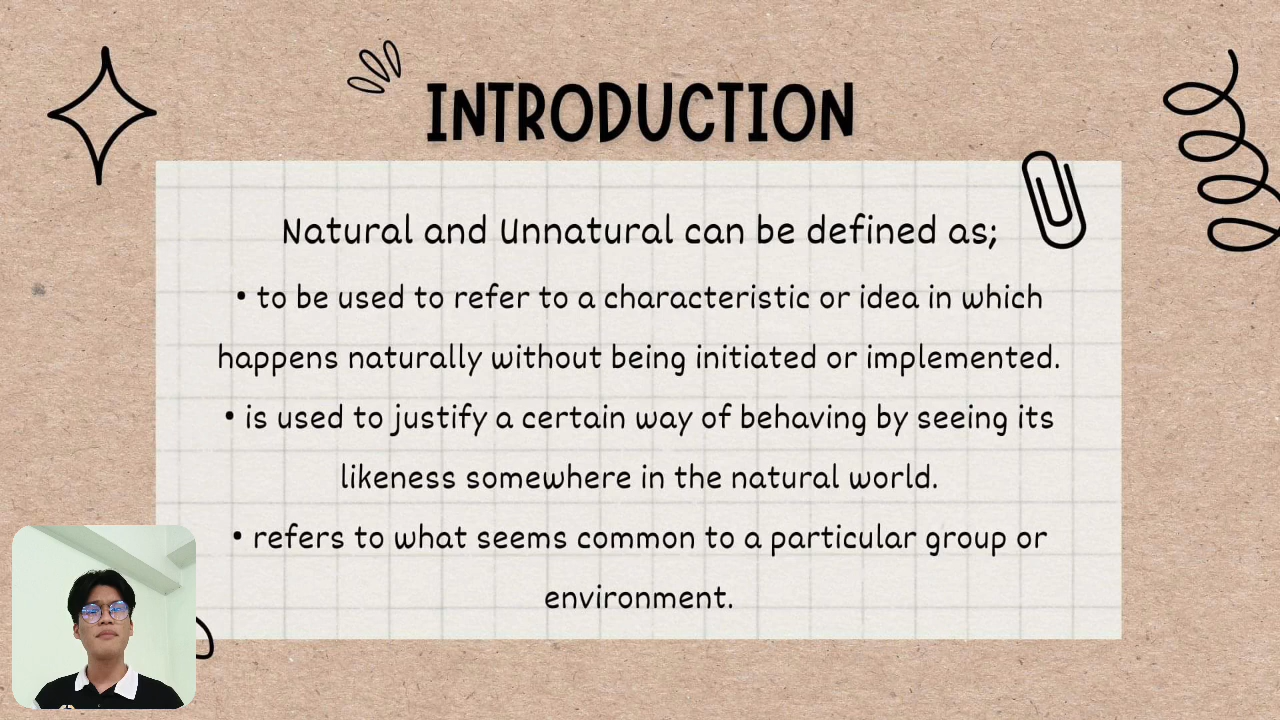 INTRODUCTION
Natural and Unnatural can be defined as;
• to be used to refer to a characteristic or idea in which
happens naturally without being initiated or implemented.
• is used to justify a certain way of behaving by seeing its
likeness somewhere in the natural world.
• refers to what seems common to a particular group or
environment.